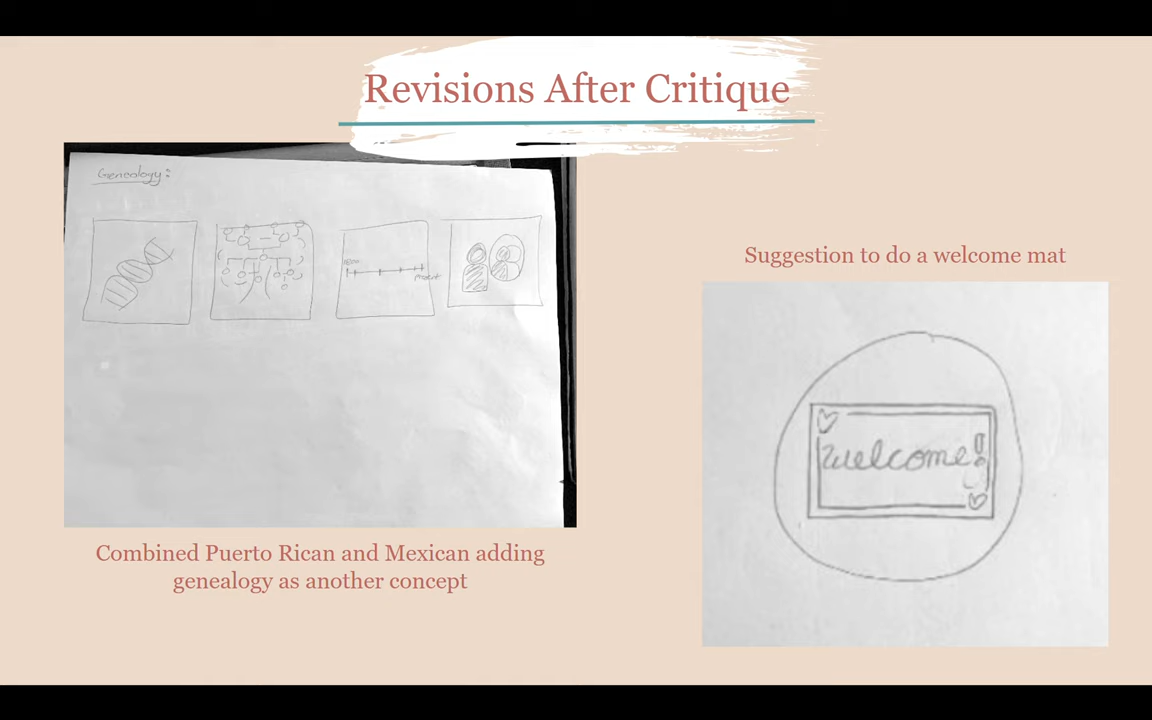 Revisions After Critique
Genealogy:
1800
present
Combined Puerto Rican and Mexican adding
genealogy as another concept
Suggestion to do a welcome mat
welcome!